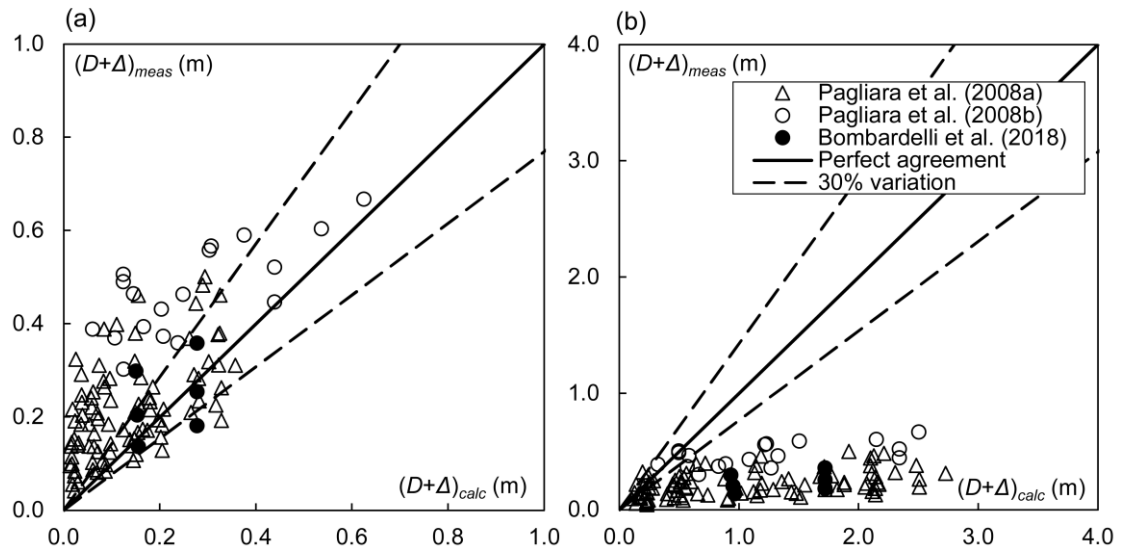 (a)
1.0
(D+Δ)meas (m)
0.8
0.6
0.4
0.2
(D+Δ)calc (m)
0.0
0.0 0.2 0.4 0.6 0.8 1.0
(b)
4.0
(D+Δ)meas (m)
Pagliara et al. (2008a)
Pagliara et al. (2008b)
Bombardelli et al. (2018)
Perfect agreement
30% variation
3.0
2.0
1.0
(D+Δ)calc (m)
0.0
0.0 1.0 2.0 3.0 4.0